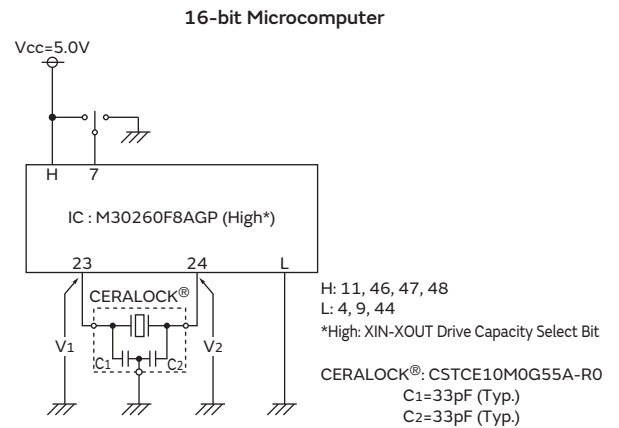 16-bit Microcomputer
Vcc=5.0V
H
7
IC : M30260F8AGP (High*)
23
24
L
CERALOCK®
V1
C1
C2
V2
H: 11, 46, 47, 48
L: 4, 9, 44
*High: XIN-XOUT Drive Capacity Select Bit
CERALOCK®: CSTCE10M0G55A-R0
C1=33pF (Typ.)
C2=33pF (Typ.)